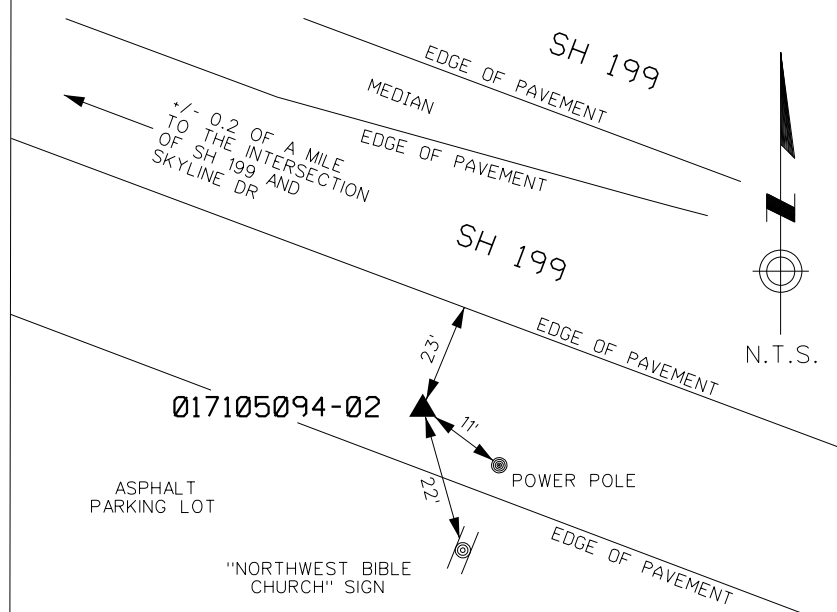 SH 199
EDGE OF PAVEMENT
MEDIAN
EDGE OF PAVEMENT
+/- 0.2 OF A MILE
TO THE INTERSECTION
OF SH 199 AND
SKYLINE DR
SH 199
N.T.S.
EDGE OF PAVEMENT
23'
017105094-02
11'
POWER POLE
22'
ASPHALT
PARKING LOT
EDGE OF PAVEMENT
"NORTHWEST BIBLE
CHURCH" SIGN